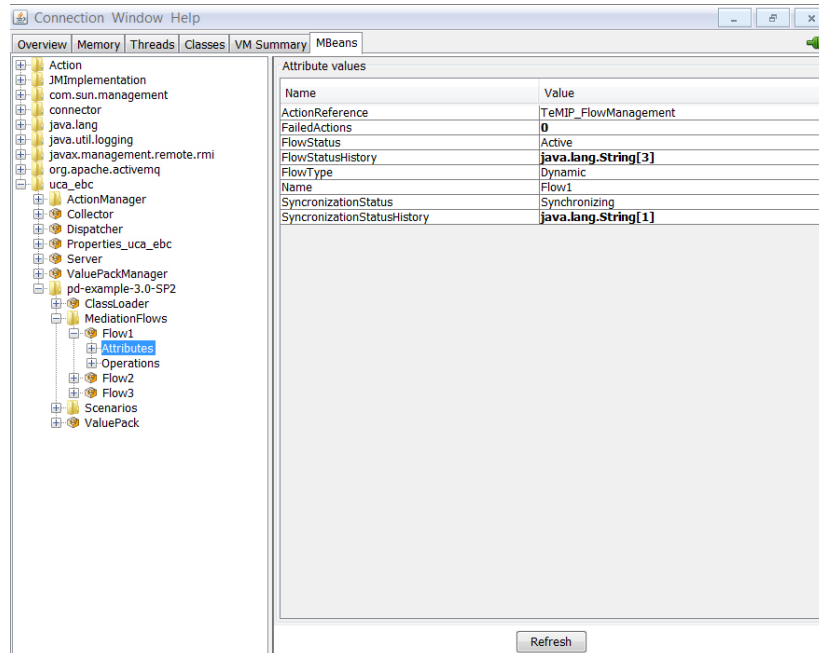 Connection Window Help
Overview Memory Threads Classes VM Summary MBeans
Action
JMImplementation
com.sun.management
connector
java.lang
java.util.logging
javax.management.remote.rmi
org.apache.activemq
uca_ebc
ActionManager
Collector
Dispatcher
Properties_uca_ebc
Server
ValuePackManager
pd-example-3.0-SP2
ClassLoader
MediationFlows
Flow1
Attributes
Operations
Flow2
Flow3
Scenarios
ValuePack
Attribute values
Name Value
ActionReference TeMIP_FlowManagement
FailedActions 0
FlowStatus Active
FlowStatusHistory java.lang.String[3]
FlowType Dynamic
Name Flow1
SyncronizationStatus Synchronizing
SyncronizationStatusHistory java.lang.String[1]
Refresh